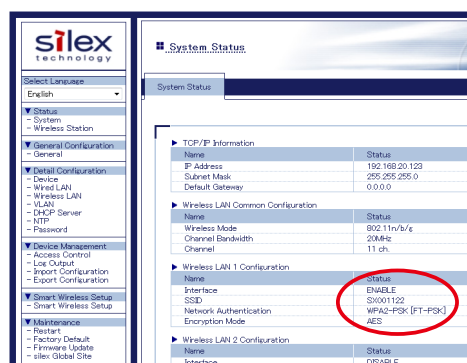 silex
technology
System Status
Select Language
English
System Status
▼ Status
- System
- Wireless Station
▼ General Configuration
- General
▼ Detail Configuration
- Device
- Wired LAN
- Wireless LAN
- VLAN
- DHCP Server
- NTP
- Password
▼ Device Management
- Access Control
- Log Output
- Import Configuration
- Export Configuration
▼ Smart Wireless Setup
- Smart Wireless Setup
▼ Maintenance
- Restart
- Factory Default
- Firmware Update
- silex Global Site
▶ TCP/IP Information
Name Status
IP Address 192.168.20.123
Subnet Mask 255.255.255.0
Default Gateway 0.0.0.0
▶ Wireless LAN Common Configuration
Name Status
Wireless Mode 802.11n/b/g
Channel Bandwidth 20MHz
Channel 11 ch.
▶ Wireless LAN 1 Configuration
Name Status
Interface ENABLE
SSID SX001122
Network Authentication WPA2-PSK [FT-PSK]
Encryption Mode AES
▶ Wireless LAN 2 Configuration
Name Status
Interface DISABLE